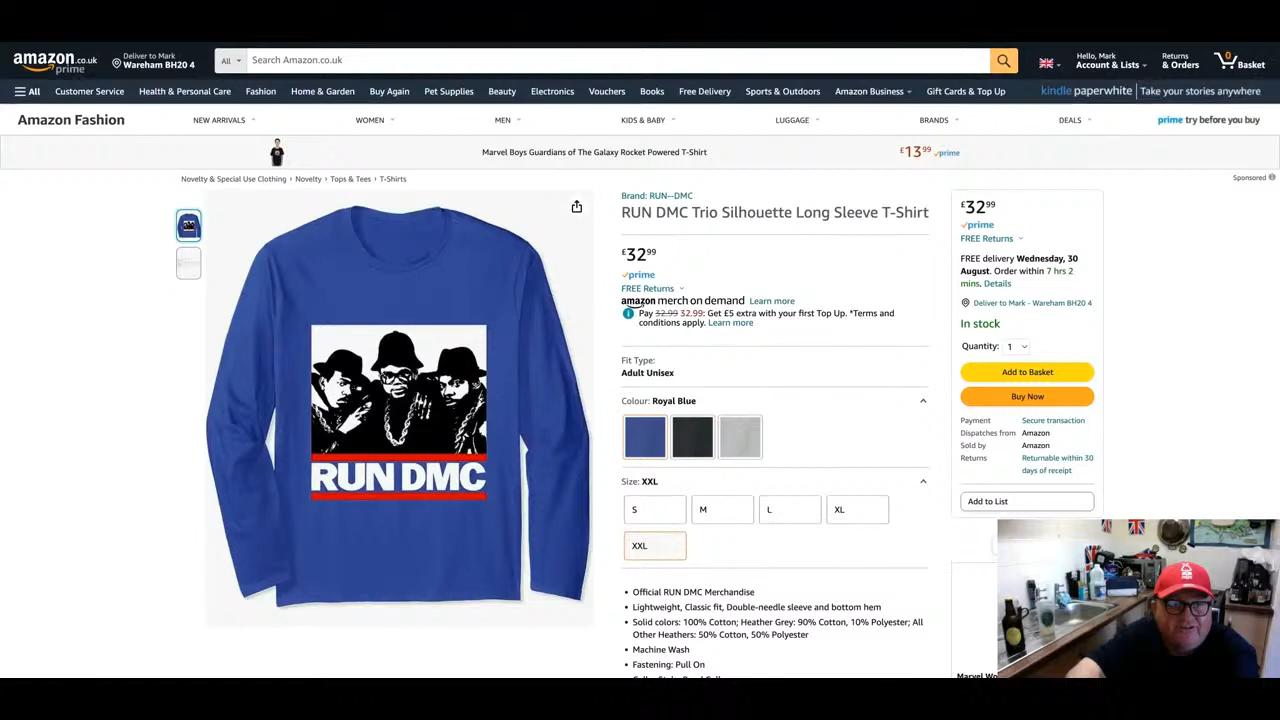 amazon.co.uk
prime
Deliver to Mark
Wareham BH20 4
All
Search Amazon.co.uk
Hello, Mark
Account & Lists
Returns
& Orders
0
Basket
All
Customer Service
Health & Personal Care
Fashion
Home & Garden
Buy Again
Pet Supplies
Beauty
Electronics
Vouchers
Books
Free Delivery
Sports & Outdoors
Amazon Business
Gift Cards & Top Up
kindle paperwhite | Take your stories anywhere
Amazon Fashion
NEW ARRIVALS
WOMEN
MEN
KIDS & BABY
LUGGAGE
BRANDS
DEALS
prime try before you buy
Marvel Boys Guardians of The Galaxy Rocket Powered T-Shirt
£13.99 prime
Sponsored
Novelty & Special Use Clothing › Novelty › Tops & Tees › T-Shirts
RUN DMC
Brand: RUN--DMC
RUN DMC Trio Silhouette Long Sleeve T-Shirt
£32.99
prime
FREE Returns
amazon merch on demand Learn more
Pay 32.99 32.99: Get £5 extra with your first Top Up. *Terms and
conditions apply. Learn more
Fit Type:
Adult Unisex
Colour: Royal Blue
Size: XXL
S
M
L
XL
XXL
• Official RUN DMC Merchandise
• Lightweight, Classic fit, Double-needle sleeve and bottom hem
• Solid colors: 100% Cotton; Heather Grey: 90% Cotton, 10% Polyester; All
Other Heathers: 50% Cotton, 50% Polyester
• Machine Wash
• Fastening: Pull On
£32.99
prime
FREE Returns
FREE delivery Wednesday, 30
August. Order within 7 hrs 2
mins. Details
Deliver to Mark - Wareham BH20 4
In stock
Quantity: 1
Add to Basket
Buy Now
Payment Secure transaction
Dispatches from Amazon
Sold by Amazon
Returns Returnable within 30
days of receipt
Add to List